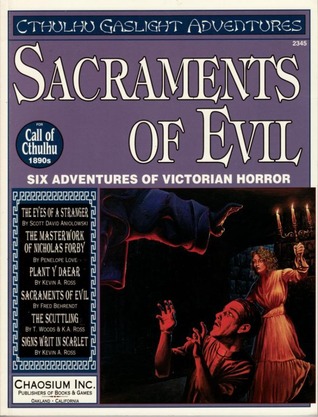 CTHULHU GASLIGHT ADVENTURES
2345
SACRAMENTS
OF EVIL
FOR
Call of
Cthulhu
1890s
SIX ADVENTURES OF VICTORIAN HORROR
THE EYES OF A STRANGER
BY SCOTT DAVID ANIOLOWSKI
THE MASTERWORK
OF NICHOLAS FORBY
BY PENELOPE LOVE
PLANT Y DAEAR
BY KEVIN A. ROSS
SACRAMENTS OF EVIL
BY FRED BEHRENDT
THE SCUTTLING
BY T. WOODS & K.A. ROSS
SIGNS WRIT IN SCARLET
BY KEVIN A. ROSS
CHAOSIUM INC.
PUBLISHERS OF BOOKS & GAMES
OAKLAND • CALIFORNIA